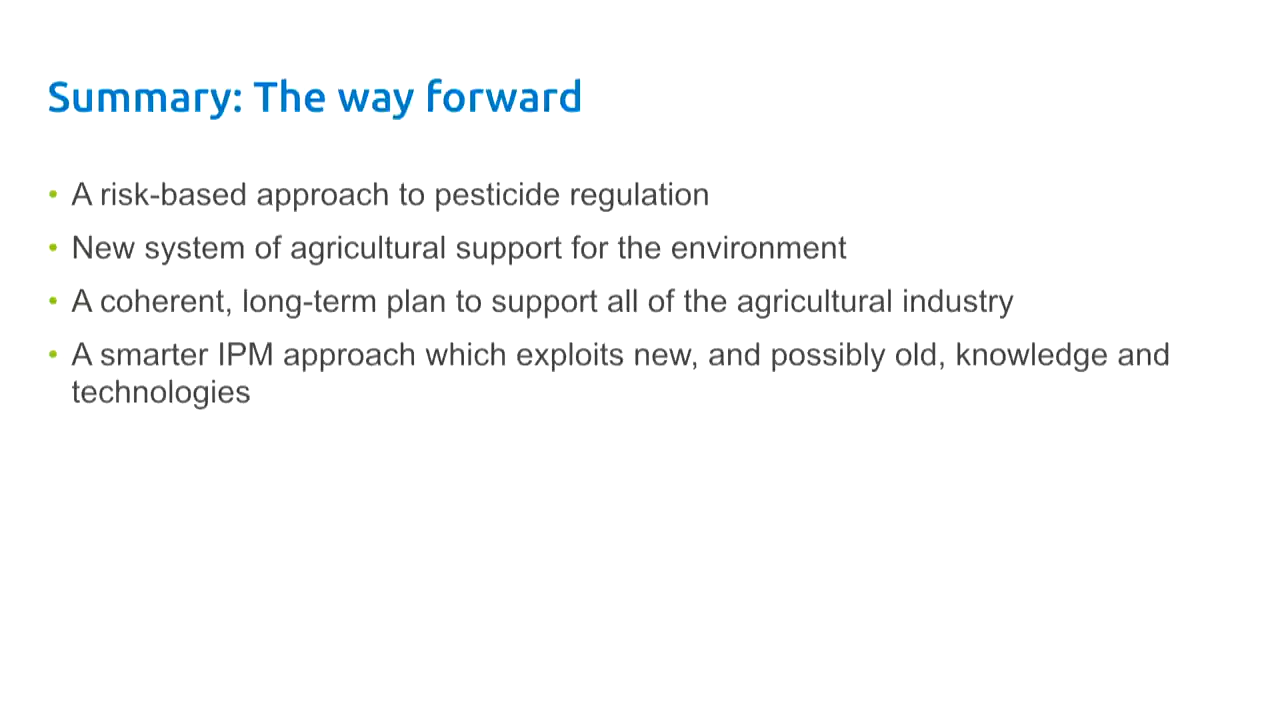 Summary: The way forward
• A risk-based approach to pesticide regulation
• New system of agricultural support for the environment
• A coherent, long-term plan to support all of the agricultural industry
• A smarter IPM approach which exploits new, and possibly old, knowledge and
technologies